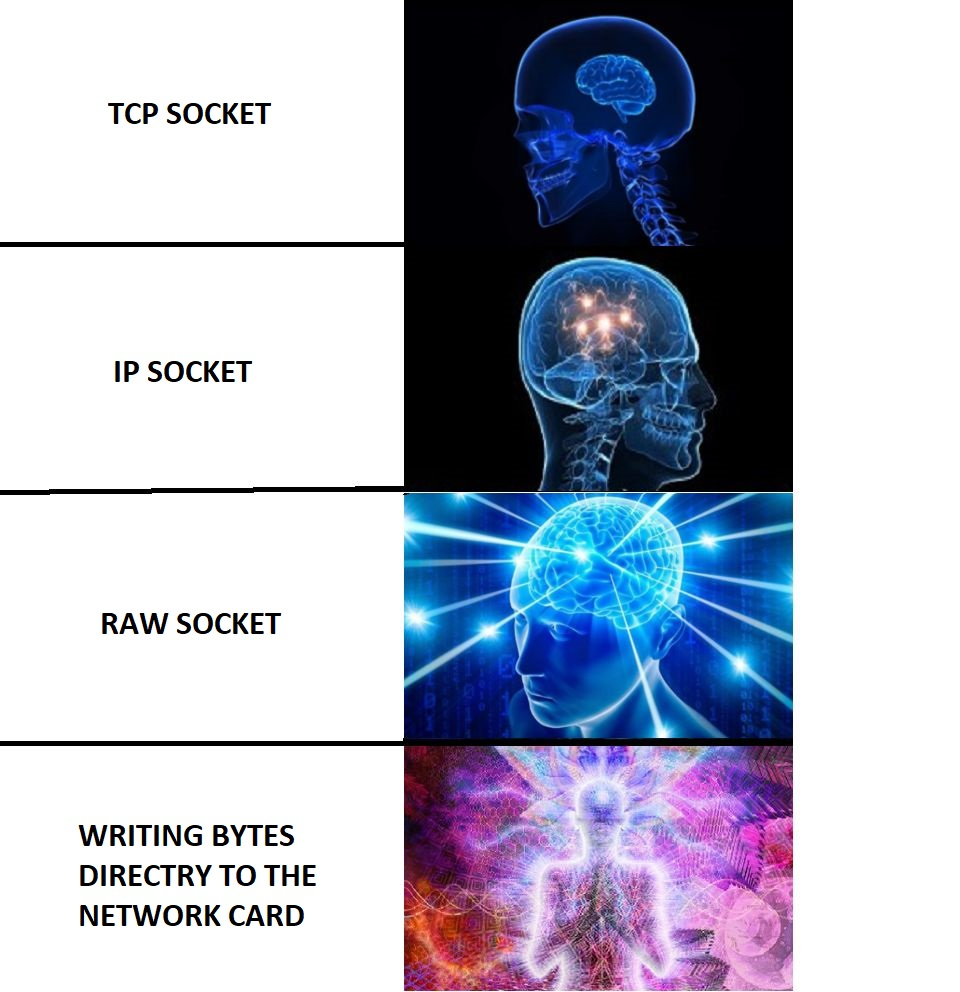 TCP SOCKET
IP SOCKET
RAW SOCKET
WRITING BYTES
DIRECTRY TO THE
NETWORK CARD